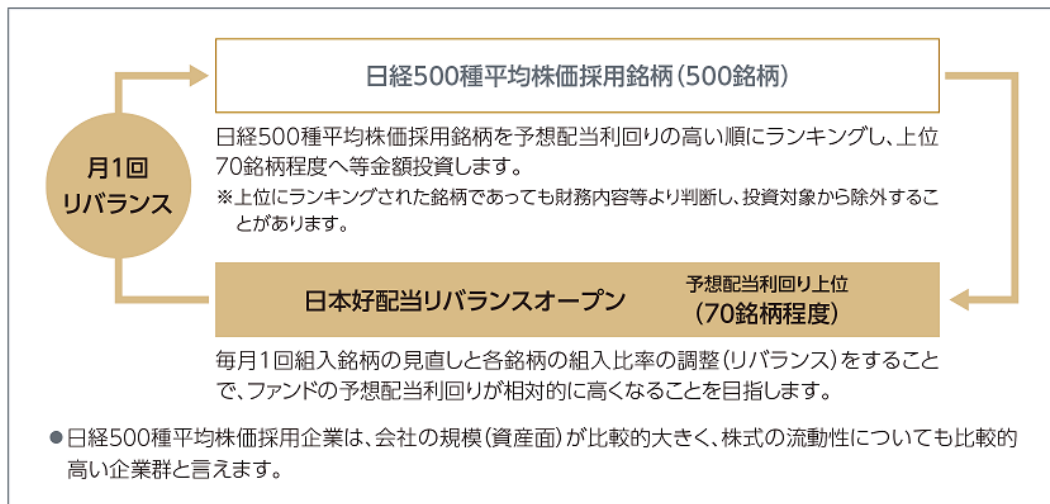 日経500種平均株価採用銘柄(500銘柄)
日経500種平均株価採用銘柄を予想配当利回りの高い順にランキングし、上位
70銘柄程度へ等金額投資します。
※上位にランキングされた銘柄であっても財務内容等より判断し、投資対象から除外するこ
とがあります。
月1回
リバランス
日本好配当リバランスオープン
予想配当利回り上位
(70銘柄程度)
毎月1回組入銘柄の見直しと各銘柄の組入比率の調整(リバランス)をすること
で、ファンドの予想配当利回りが相対的に高くなることを目指します。
●日経500種平均株価採用企業は、会社の規模(資産面)が比較的大きく、株式の流動性についても比較的
高い企業群と言えます。